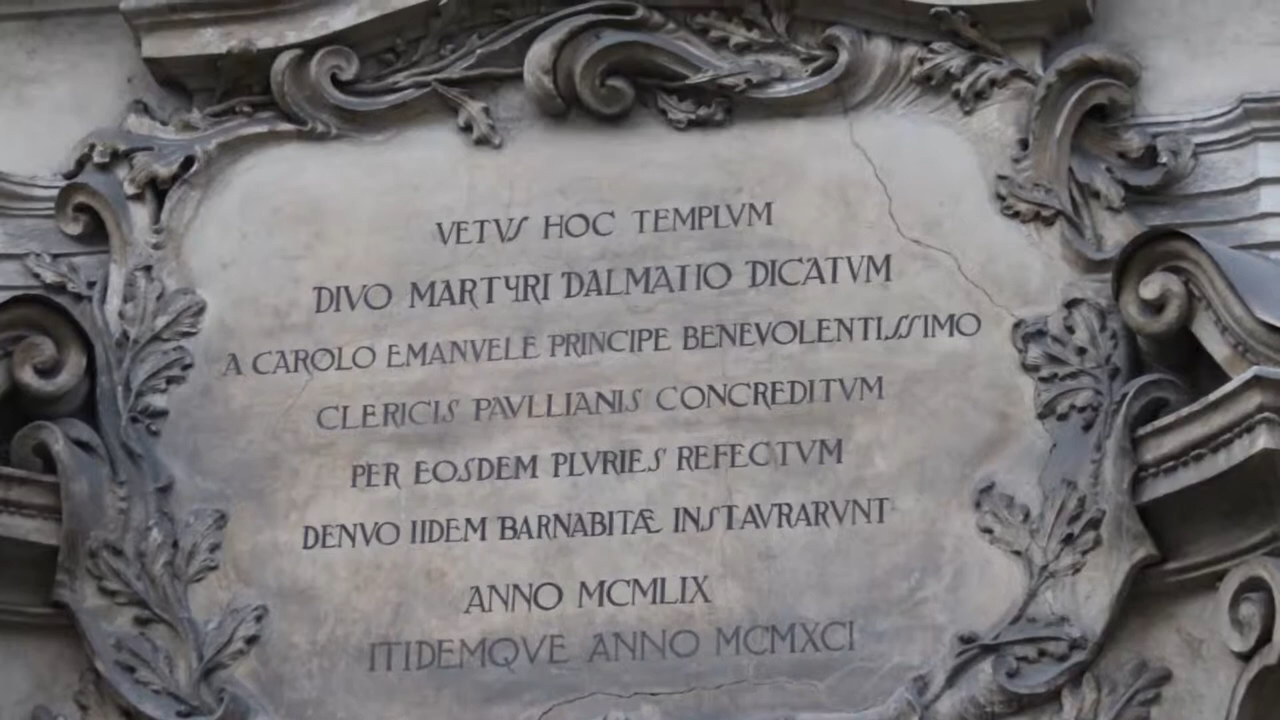 VETVS HOC TEMPLVM
DIVO MARTYRI DALMATIO DICATVM
A CAROLO EMANVELE PRINCIPE BENEVOLENTISSIMO
CLERICIS PAVLLIANIS CONCREDITVM
PER EOSDEM PLVRIES REFECTVM
DENVO IIDEM BARNABITÆ INSTAVRARVNT
ANNO MCMLIX
ITIDEMQVE ANNO MCMXCI